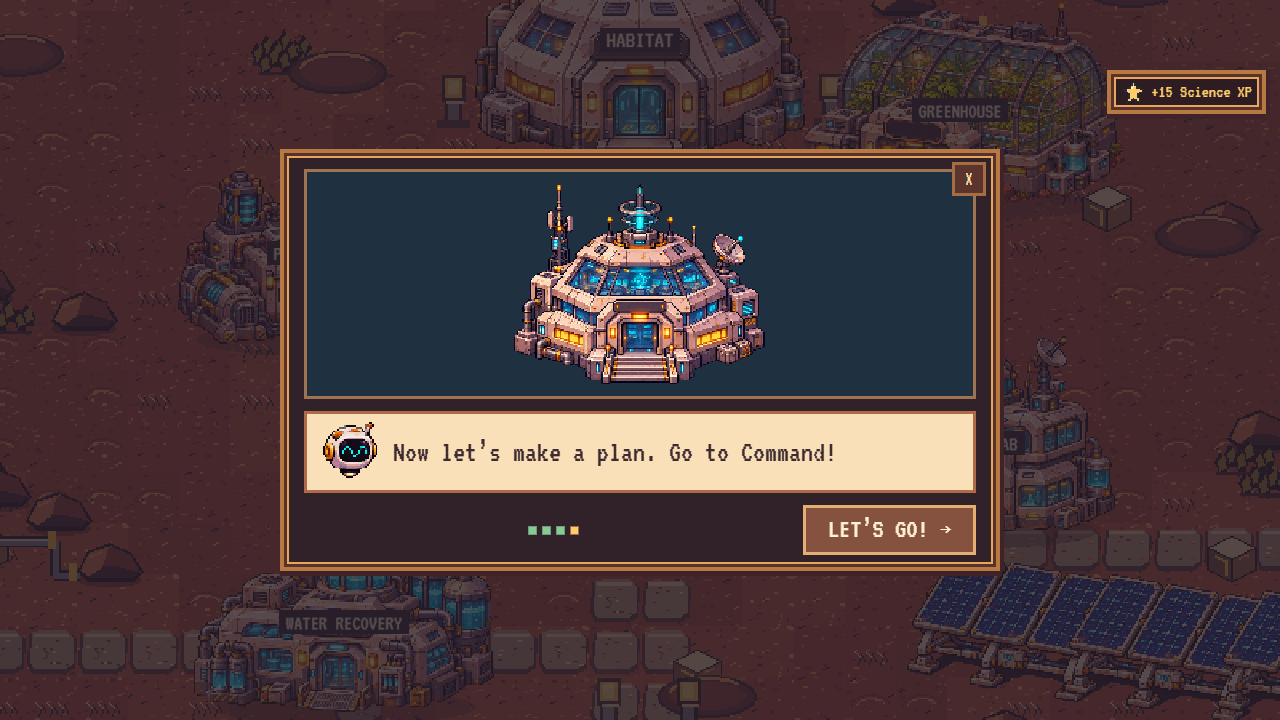 HABITAT
GREENHOUSE
+15 Science XP
X
Now let's make a plan. Go to Command!
LET'S GO! →
WATER RECOVERY